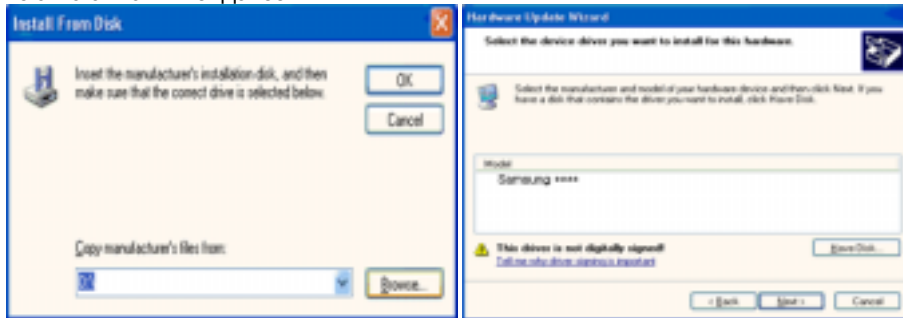 Install From Disk
Insert the manufacturer's installation disk, and then
make sure that the correct drive is selected below.
OK
Cancel
Copy manufacturer's files from:
Browse...
Hardware Update Wizard
Select the device driver you want to install for this hardware.
Select the manufacturer and model of your hardware device and then click Next. If you
have a disk that contains the driver you want to install, click Have Disk.
Model
Samsung ****
This driver is not digitally signed!
Tell me why driver signing is important
Have Disk...
< Back
Next >
Cancel